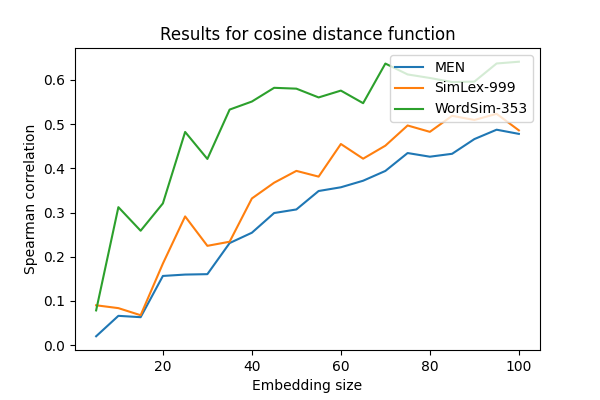 Results for cosine distance function
MEN
SimLex-999
WordSim-353
Spearman correlation
0.6
0.5
0.4
0.3
0.2
0.1
0.0
20 40 60 80 100
Embedding size